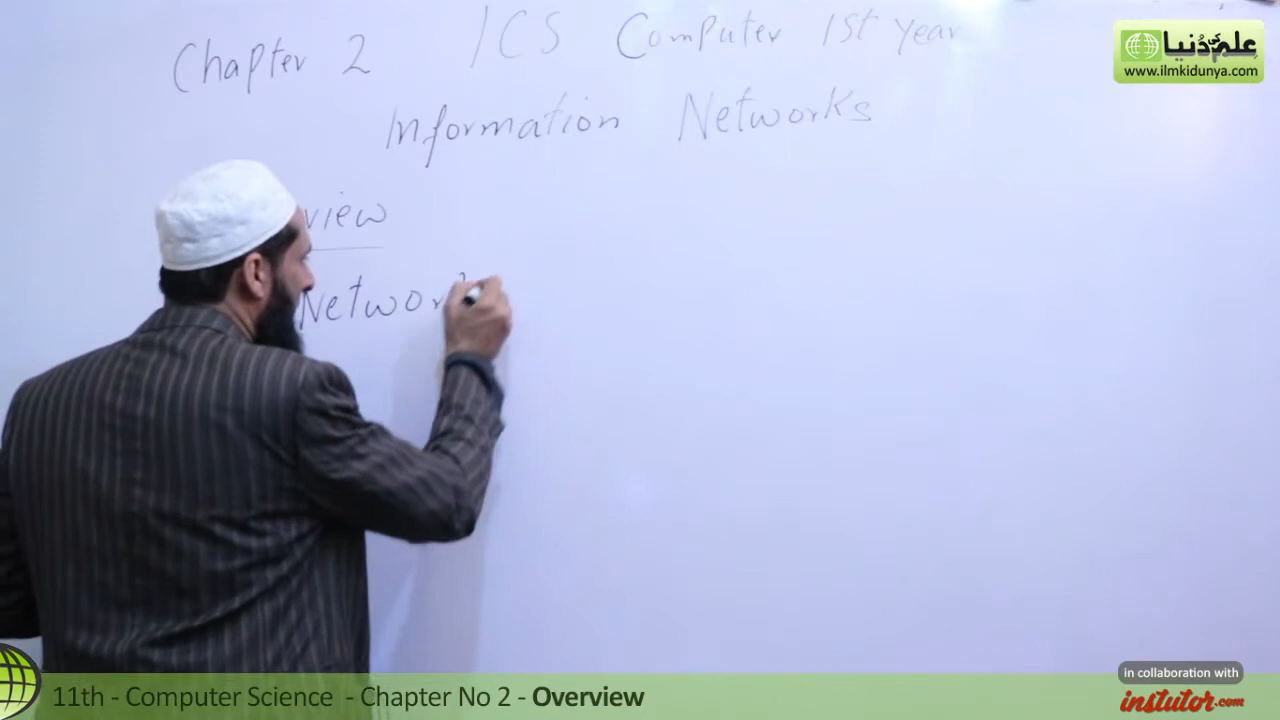 Chapter 2 ICS Computer 1st year
Information Networks
view
Networ
علم کی دنیا
www.ilmkidunya.com
11th - Computer Science - Chapter No 2 - Overview
in collaboration with
instutor.com